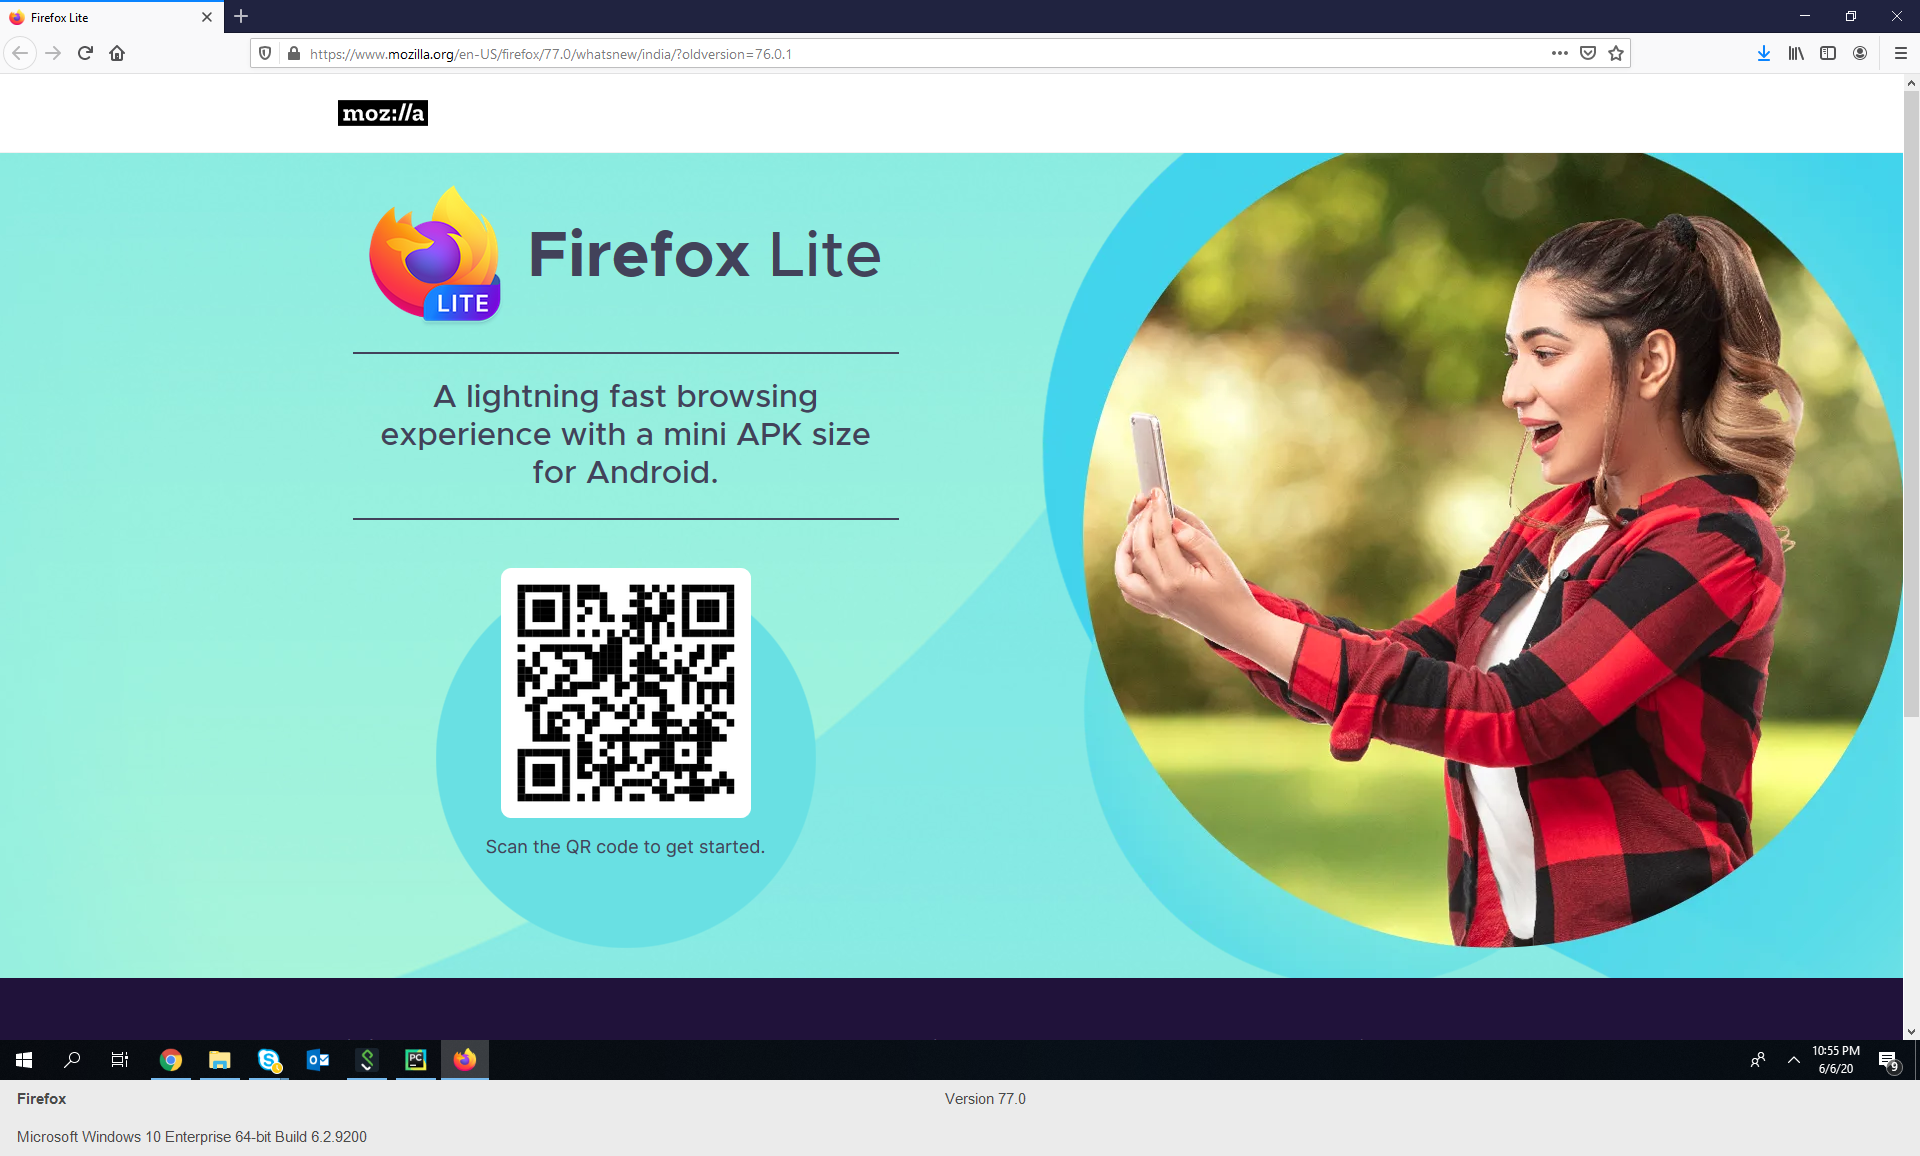 Firefox Lite
https://www.mozilla.org/en-US/firefox/77.0/whatsnew/india/?oldversion=76.0.1
moz://a
Firefox Lite
LITE
A lightning fast browsing
experience with a mini APK size
for Android.
Scan the QR code to get started.
PC
10:55 PM
6/6/20
9
Firefox
Version 77.0
Microsoft Windows 10 Enterprise 64-bit Build 6.2.9200